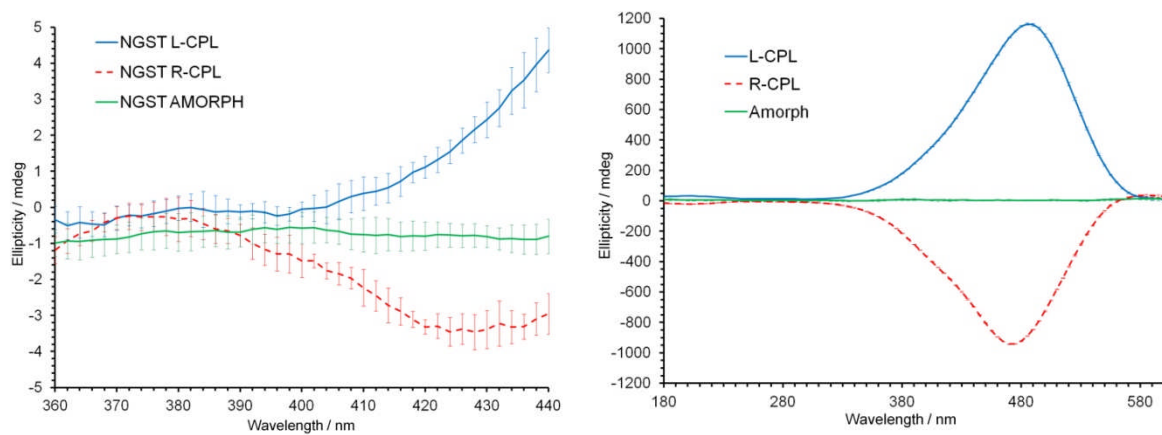 5
4
3
2
1
0
-1
-2
-3
-4
-5
Ellipticity / mdeg
NGST L-CPL
NGST R-CPL
NGST AMORPH
360 370 380 390 400 410 420 430 440
Wavelength / nm
1200
1000
800
600
400
200
0
-200
-400
-600
-800
-1000
-1200
Ellipticity / mdeg
L-CPL
R-CPL
Amorph
180 280 380 480 580
Wavelength / nm